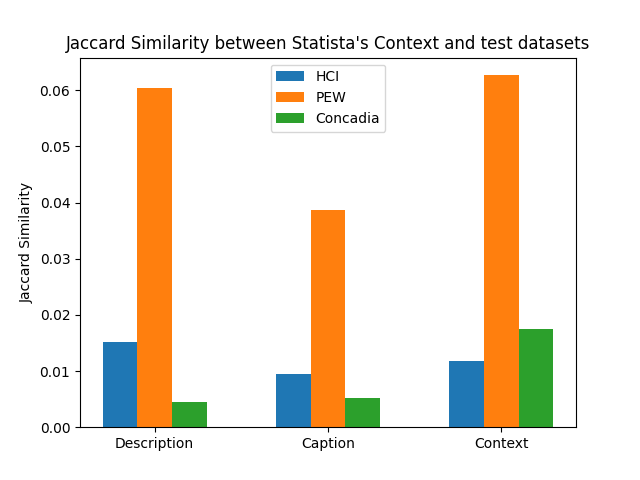 Jaccard Similarity between Statista's Context and test datasets
HCI
PEW
Concadia
Jaccard Similarity
0.06
0.05
0.04
0.03
0.02
0.01
0.00
Description
Caption
Context